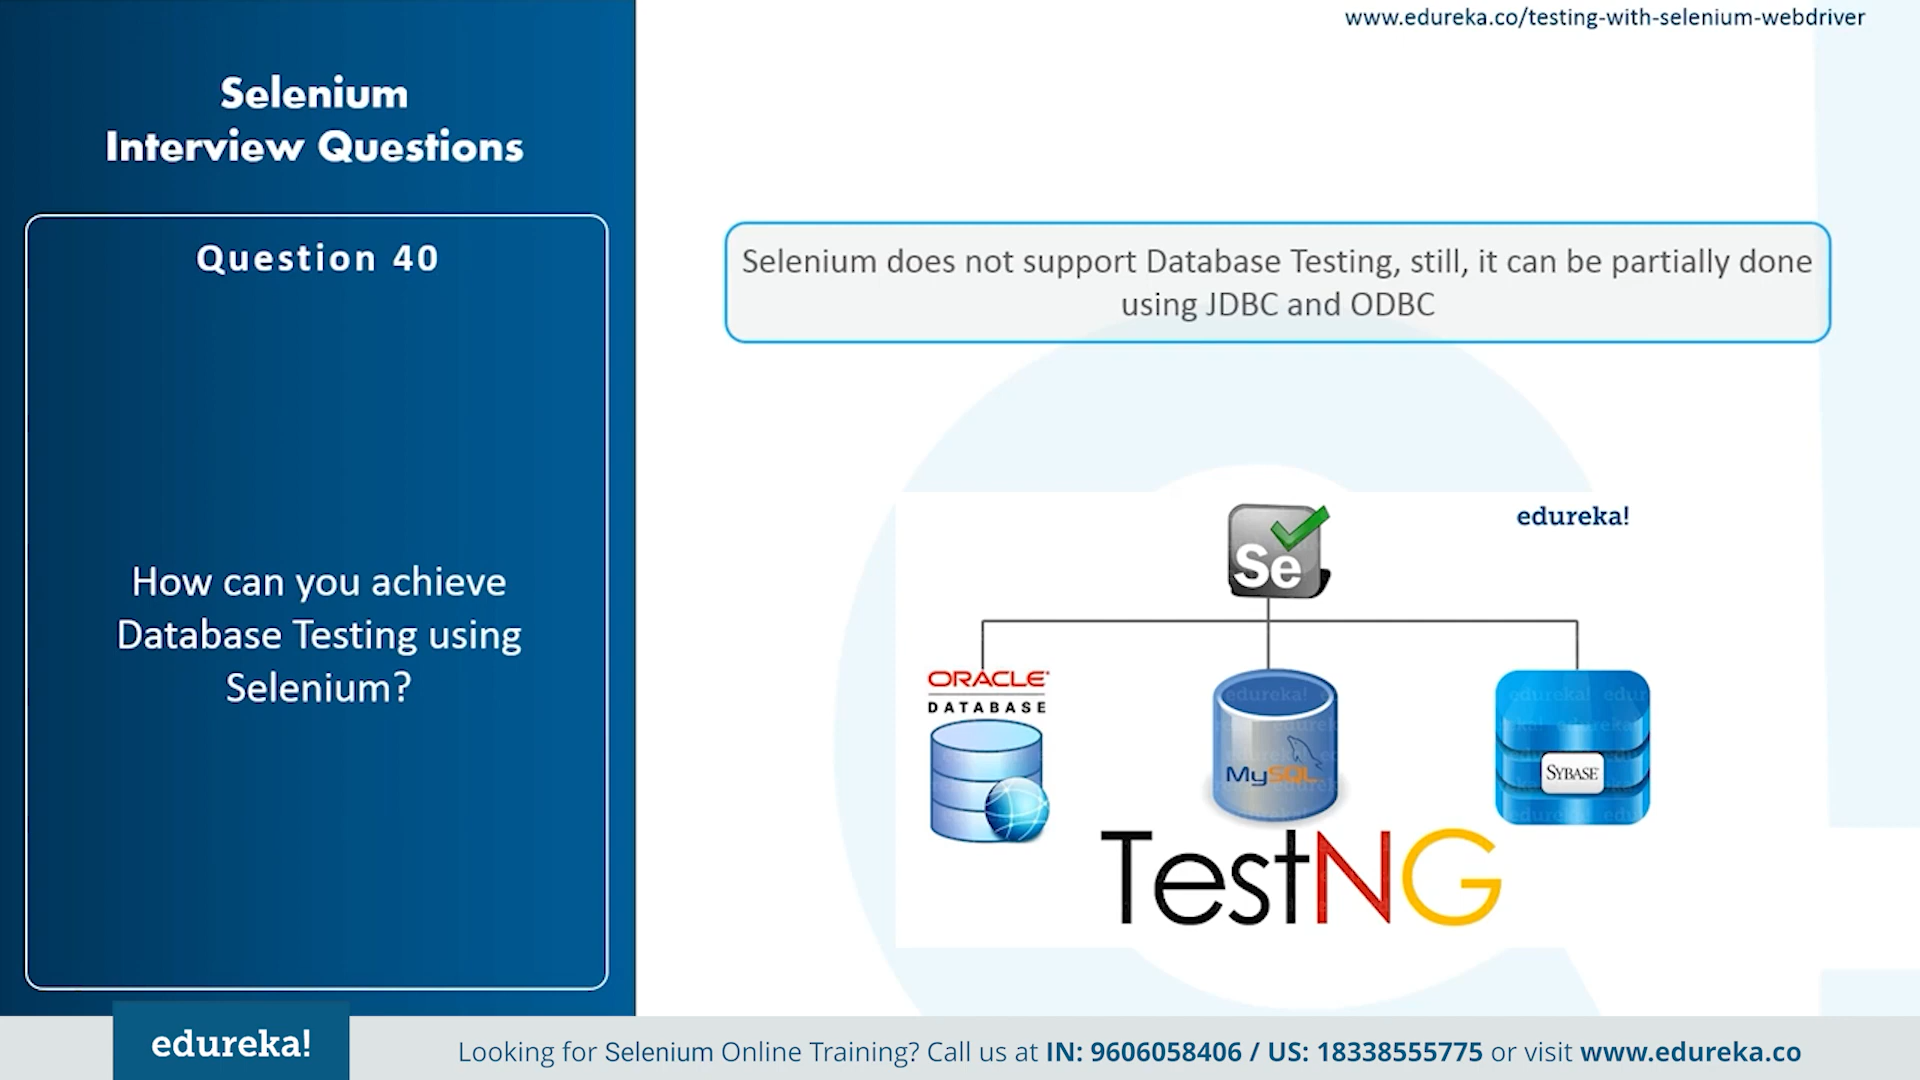 www.edureka.co/testing-with-selenium-webdriver
Selenium
Interview Questions
Question 40
How can you achieve
Database Testing using
Selenium?
Selenium does not support Database Testing, still, it can be partially done
using JDBC and ODBC
edureka!
Se
ORACLE
DATABASE
MySQL
SYBASE
TestNG
edureka!
Looking for Selenium Online Training? Call us at IN: 9606058406 / US: 18338555775 or visit www.edureka.co